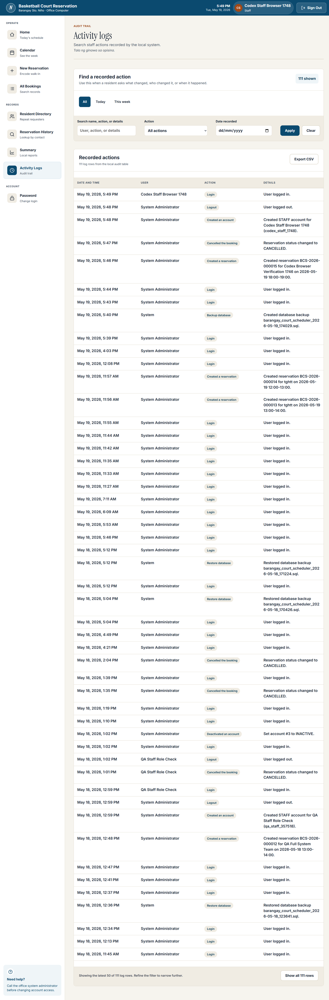 N
Basketball Court Reservation
Barangay Sto. Niño · Office Computer
5:49 PM
Tue, May 19, 2026
CS
Codex Staff Browser 1748
Staff
Sign Out
OPERATE
Home
Today's schedule
Calendar
See the week
New Reservation
Encode walk-in
All Bookings
Search records
RECORDS
Resident Directory
Repeat requesters
Reservation History
Lookup by contact
Summary
Local reports
Activity Logs
Audit trail
ACCOUNT
Password
Change login
Need help?
Call the office system administrator
before changing account access.
AUDIT TRAIL
Activity logs
Search staff actions recorded by the local system.
Tala ng ginawa sa opisina.
Find a recorded action
Use this when a resident asks what changed, who changed it, or when it happened.
111 shown
All Today This week
Search name, action, or details Action Date recorded
User, action, or details All actions dd/mm/yyyy Apply Clear
Recorded actions
111 log rows from the local audit table
Export CSV
DATE AND TIME USER ACTION DETAILS
May 19, 2026, 5:49 PM Codex Staff Browser 1748 Login User logged in.
May 19, 2026, 5:48 PM System Administrator Logout User logged out.
May 19, 2026, 5:48 PM System Administrator Created an account Created STAFF account for
Codex Staff Browser 1748
(codex_staff_1748).
May 19, 2026, 5:47 PM System Administrator Cancelled the booking Reservation status changed to
CANCELLED.
May 19, 2026, 5:46 PM System Administrator Created a reservation Created reservation BCS-2026-
000015 for Codex Browser
Verification 1746 on 2026-05-
19 18:00-19:00.
May 19, 2026, 5:44 PM System Administrator Login User logged in.
May 19, 2026, 5:43 PM System Administrator Login User logged in.
May 19, 2026, 5:40 PM System Backup database Created database backup
barangay_court_scheduler_202
6-05-19_174029.sql.
May 19, 2026, 5:39 PM System Administrator Login User logged in.
May 19, 2026, 4:03 PM System Administrator Login User logged in.
May 19, 2026, 12:08 PM System Administrator Login User logged in.
May 19, 2026, 11:57 AM System Administrator Created a reservation Created reservation BCS-2026-
000014 for tghtt on 2026-05-
19 12:00-13:00.
May 19, 2026, 11:56 AM System Administrator Created a reservation Created reservation BCS-2026-
000013 for tghtt on 2026-05-19
13:00-14:00.
May 19, 2026, 11:55 AM System Administrator Login User logged in.
May 19, 2026, 11:44 AM System Administrator Login User logged in.
May 19, 2026, 11:42 AM System Administrator Login User logged in.
May 19, 2026, 11:35 AM System Administrator Login User logged in.
May 19, 2026, 11:33 AM System Administrator Login User logged in.
May 19, 2026, 11:27 AM System Administrator Login User logged in.
May 19, 2026, 7:11 AM System Administrator Login User logged in.
May 19, 2026, 6:09 AM System Administrator Login User logged in.
May 19, 2026, 5:53 AM System Administrator Login User logged in.
May 18, 2026, 5:46 PM System Administrator Login User logged in.
May 18, 2026, 5:12 PM System Administrator Login User logged in.
May 18, 2026, 5:12 PM System Restore database Restored database backup
barangay_court_scheduler_202
6-05-18_171224.sql.
May 18, 2026, 5:12 PM System Administrator Login User logged in.
May 18, 2026, 5:04 PM System Restore database Restored database backup
barangay_court_scheduler_202
6-05-18_170426.sql.
May 18, 2026, 5:04 PM System Administrator Login User logged in.
May 18, 2026, 4:49 PM System Administrator Login User logged in.
May 18, 2026, 4:21 PM System Administrator Login User logged in.
May 18, 2026, 2:04 PM System Administrator Cancelled the booking Reservation status changed to
CANCELLED.
May 18, 2026, 1:39 PM System Administrator Login User logged in.
May 18, 2026, 1:35 PM System Administrator Cancelled the booking Reservation status changed to
CANCELLED.
May 18, 2026, 1:19 PM System Administrator Login User logged in.
May 18, 2026, 1:10 PM System Administrator Login User logged in.
May 18, 2026, 1:02 PM System Administrator Deactivated an account Set account #3 to INACTIVE.
May 18, 2026, 1:02 PM System Administrator Login User logged in.
May 18, 2026, 1:02 PM QA Staff Role Check Logout User logged out.
May 18, 2026, 1:01 PM QA Staff Role Check Cancelled the booking Reservation status changed to
CANCELLED.
May 18, 2026, 12:59 PM QA Staff Role Check Login User logged in.
May 18, 2026, 12:59 PM System Administrator Logout User logged out.
May 18, 2026, 12:59 PM System Administrator Created an account Created STAFF account for QA
Staff Role Check
(qa_staff_357518).
May 18, 2026, 12:48 PM System Administrator Created a reservation Created reservation BCS-2026-
000012 for QA Full System
Team on 2026-05-18 13:00-
14:00.
May 18, 2026, 12:47 PM System Administrator Login User logged in.
May 18, 2026, 12:41 PM System Administrator Login User logged in.
May 18, 2026, 12:37 PM System Administrator Login User logged in.
May 18, 2026, 12:36 PM System Restore database Restored database backup
barangay_court_scheduler_202
6-05-18_123641.sql.
May 18, 2026, 12:34 PM System Administrator Login User logged in.
May 18, 2026, 12:13 PM System Administrator Login User logged in.
May 18, 2026, 11:45 AM System Administrator Login User logged in.
Showing the latest 50 of 111 log rows. Refine the filter to narrow further.
Show all 111 rows